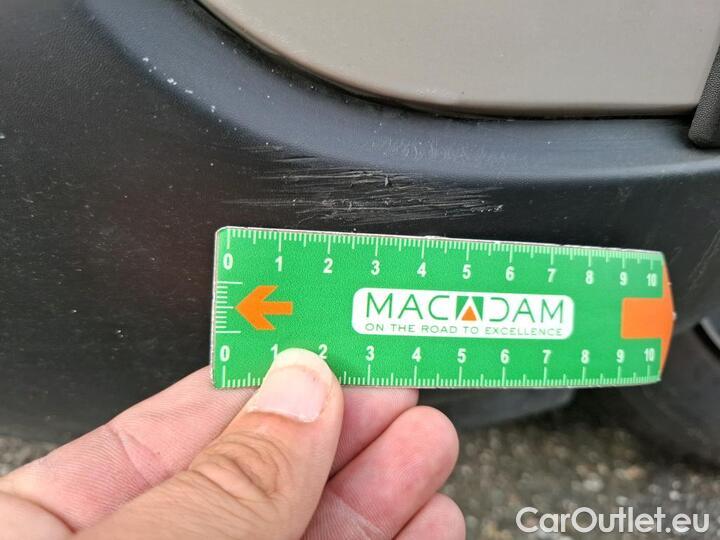 0 1 2 3 4 5 6 7 8 9 10
MACADAM
ON THE ROAD TO EXCELLENCE
0 1 2 3 4 5 6 7 8 9 10
CarOutlet.eu